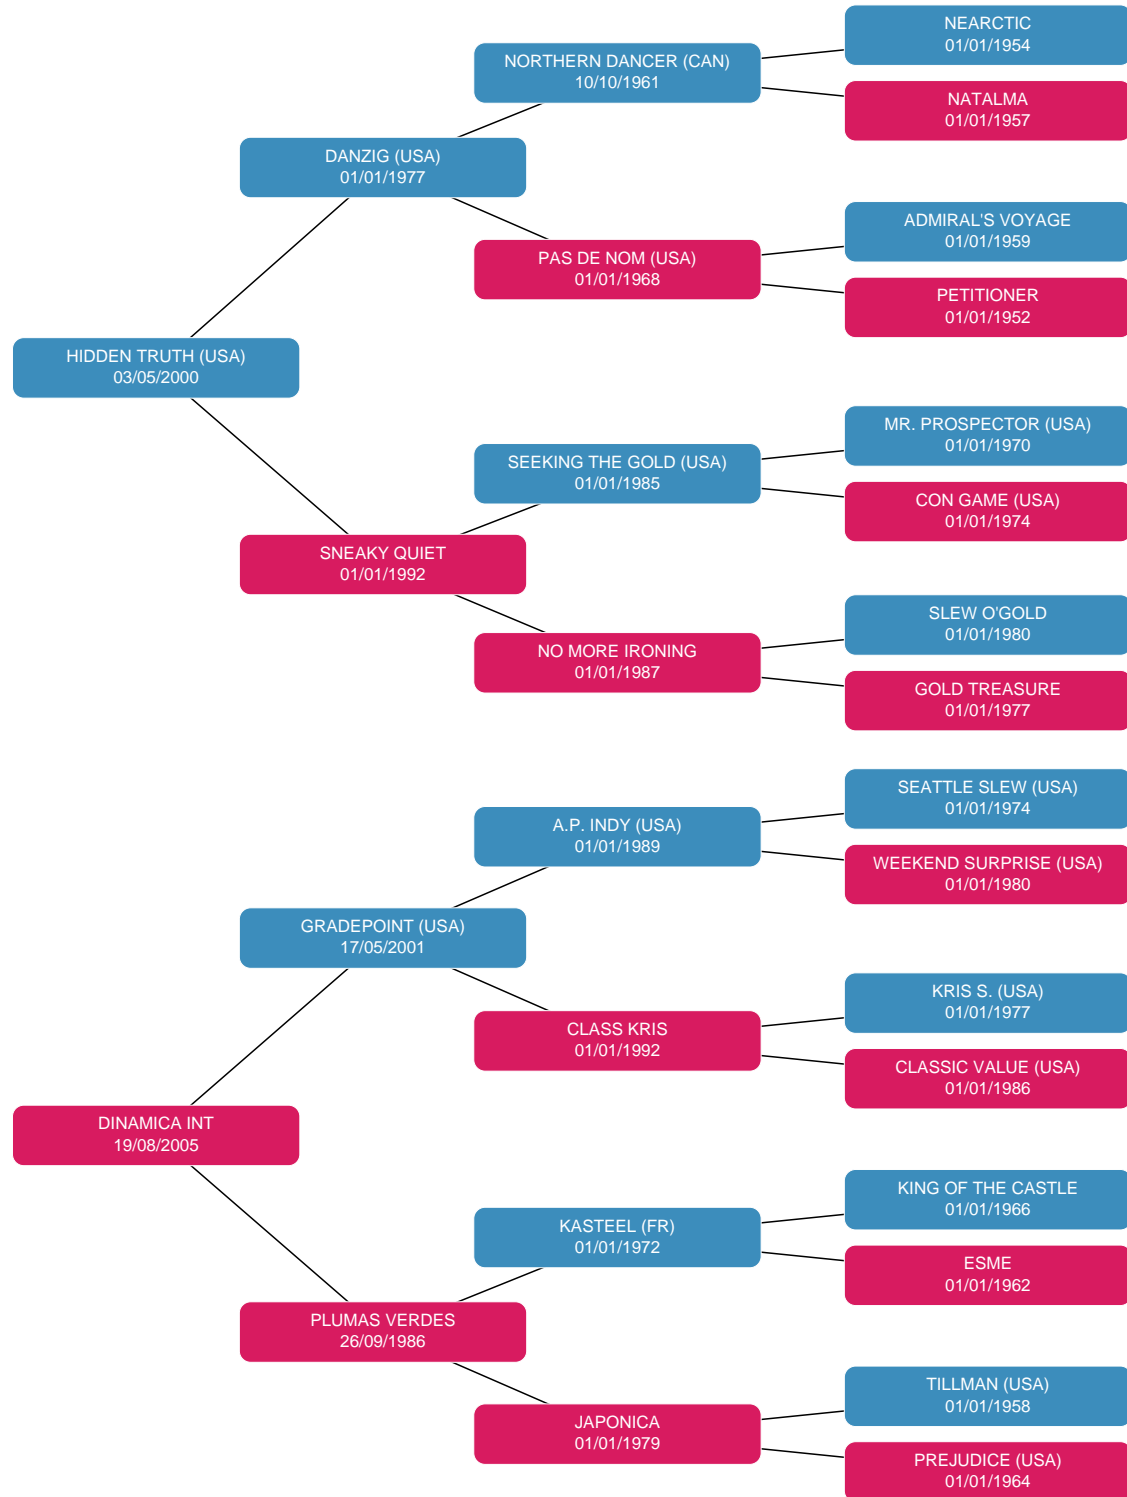 NEARCTIC
01/01/1954
NORTHERN DANCER (CAN)
10/10/1961
NATALMA
01/01/1957
DANZIG (USA)
01/01/1977
ADMIRAL'S VOYAGE
01/01/1959
PAS DE NOM (USA)
01/01/1968
PETITIONER
01/01/1952
HIDDEN TRUTH (USA)
03/05/2000
MR. PROSPECTOR (USA)
01/01/1970
SEEKING THE GOLD (USA)
01/01/1985
CON GAME (USA)
01/01/1974
SNEAKY QUIET
01/01/1992
SLEW O'GOLD
01/01/1980
NO MORE IRONING
01/01/1987
GOLD TREASURE
01/01/1977
SEATTLE SLEW (USA)
01/01/1974
A.P. INDY (USA)
01/01/1989
WEEKEND SURPRISE (USA)
01/01/1980
GRADEPOINT (USA)
17/05/2001
KRIS S. (USA)
01/01/1977
CLASS KRIS
01/01/1992
CLASSIC VALUE (USA)
01/01/1986
DINAMICA INT
19/08/2005
KING OF THE CASTLE
01/01/1966
KASTEEL (FR)
01/01/1972
ESME
01/01/1962
PLUMAS VERDES
26/09/1986
TILLMAN (USA)
01/01/1958
JAPONICA
01/01/1979
PREJUDICE (USA)
01/01/1964